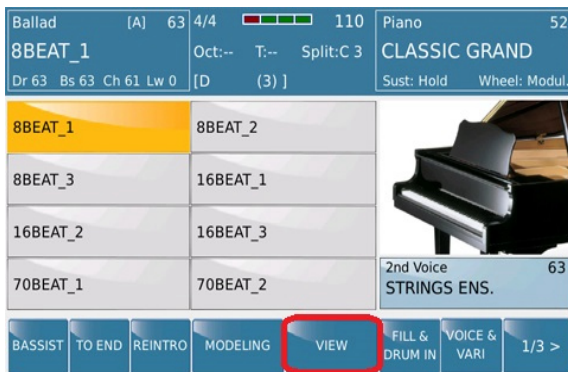 Ballad [A] 63
8BEAT_1
Dr 63 Bs 63 Ch 61 Lw 0
4/4 110
Oct:-- T:-- Split:C 3
[D (3) ]
Piano 52
CLASSIC GRAND
Sust: Hold Wheel: Modul.
8BEAT_1 8BEAT_2
8BEAT_3 16BEAT_1
16BEAT_2 16BEAT_3
70BEAT_1 70BEAT_2
2nd Voice 63
STRINGS ENS.
BASSIST
TO END
REINTRO
MODELING
VIEW
FILL &
DRUM IN
VOICE &
VARI
1/3 >